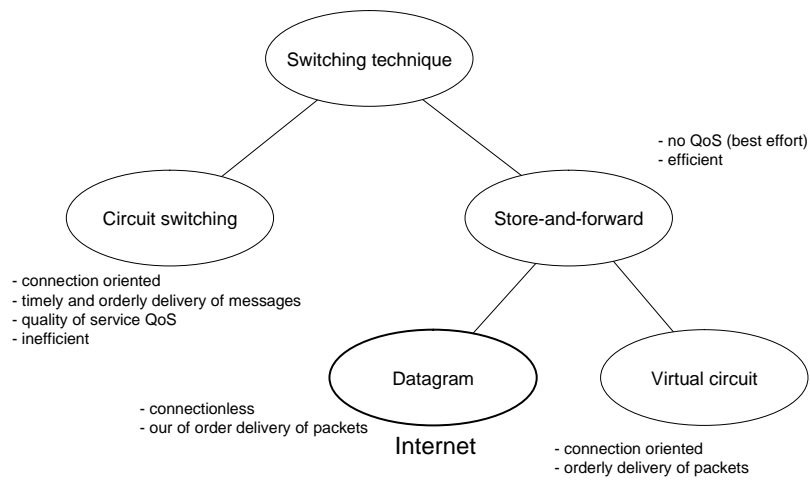 Switching technique
- no QoS (best effort)
- efficient
Circuit switching
Store-and-forward
- connection oriented
- timely and orderly delivery of messages
- quality of service QoS
- inefficient
Datagram
Virtual circuit
- connectionless
- our of order delivery of packets
Internet
- connection oriented
- orderly delivery of packets